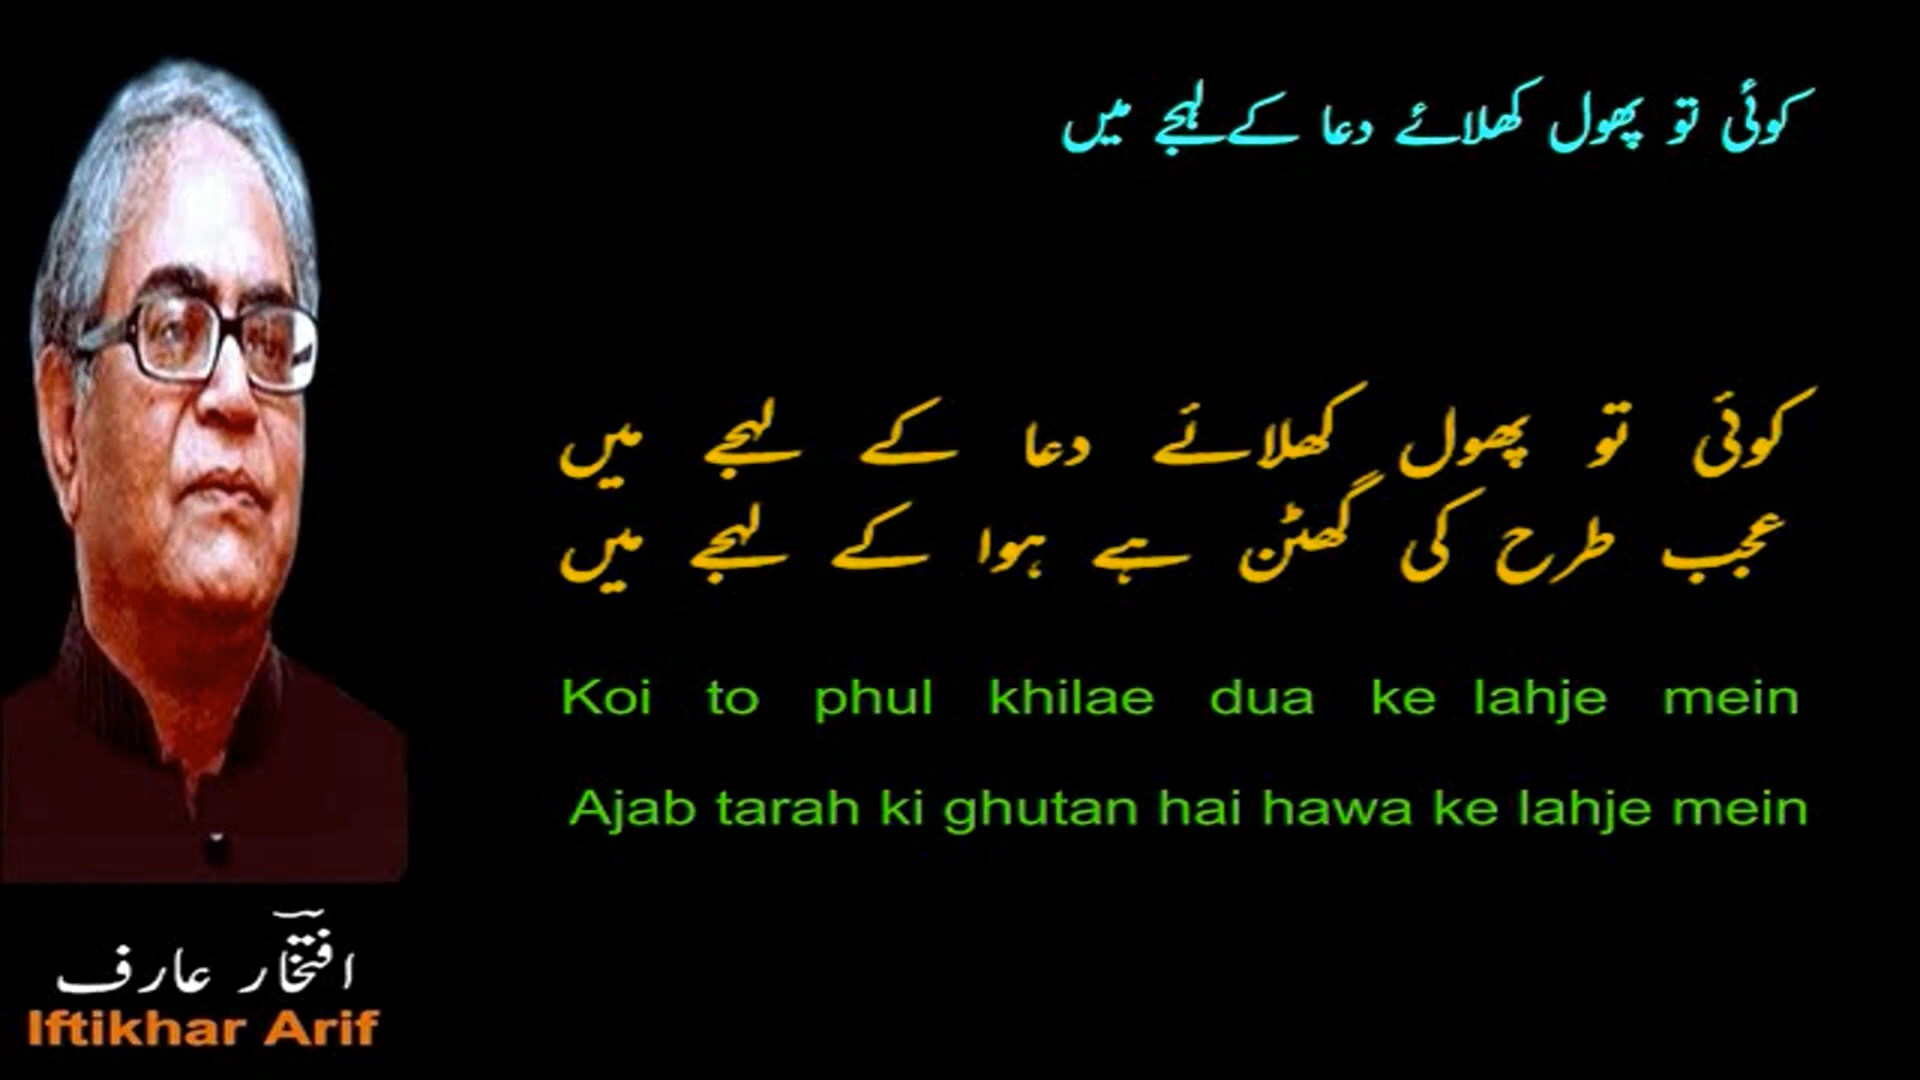 کوئی تو پھول کھلائے دعا کے لہجے میں
کوئی تو پھول کھلائے دعا کے لہجے میں
عجب طرح کی گھٹن ہے ہوا کے لہجے میں
Koi to phul khilae dua ke lahje mein
Ajab tarah ki ghutan hai hawa ke lahje mein
افتخار عارف
Iftikhar Arif